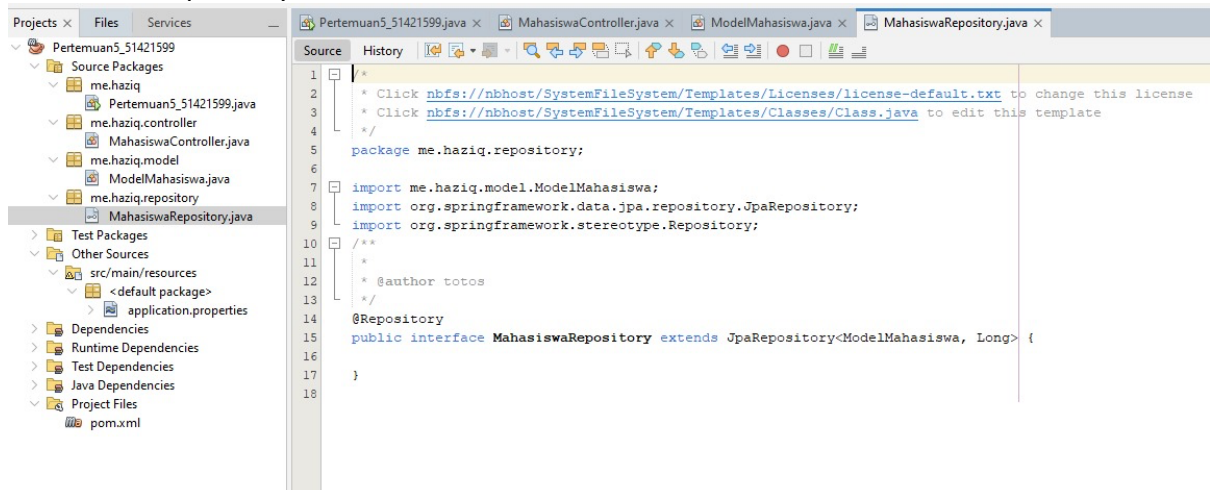 Projects × Files Services
Pertemuan5_51421599
Source Packages
me.haziq
Pertemuan5_51421599.java
me.haziq.controller
MahasiswaController.java
me.haziq.model
ModelMahasiswa.java
me.haziq.repository
MahasiswaRepository.java
Test Packages
Other Sources
src/main/resources
<default package>
application.properties
Dependencies
Runtime Dependencies
Test Dependencies
Java Dependencies
Project Files
pom.xml
Pertemuan5_51421599.java × MahasiswaController.java × ModelMahasiswa.java × MahasiswaRepository.java ×
Source History
1 /*
2 * Click nbfs://nbhost/SystemFileSystem/Templates/Licenses/license-default.txt to change this license
3 * Click nbfs://nbhost/SystemFileSystem/Templates/Classes/Class.java to edit this template
4 */
5 package me.haziq.repository;
6
7 import me.haziq.model.ModelMahasiswa;
8 import org.springframework.data.jpa.repository.JpaRepository;
9 import org.springframework.stereotype.Repository;
10 /**
11 *
12 * @author totos
13 */
14 @Repository
15 public interface MahasiswaRepository extends JpaRepository<ModelMahasiswa, Long> {
16
17 }
18